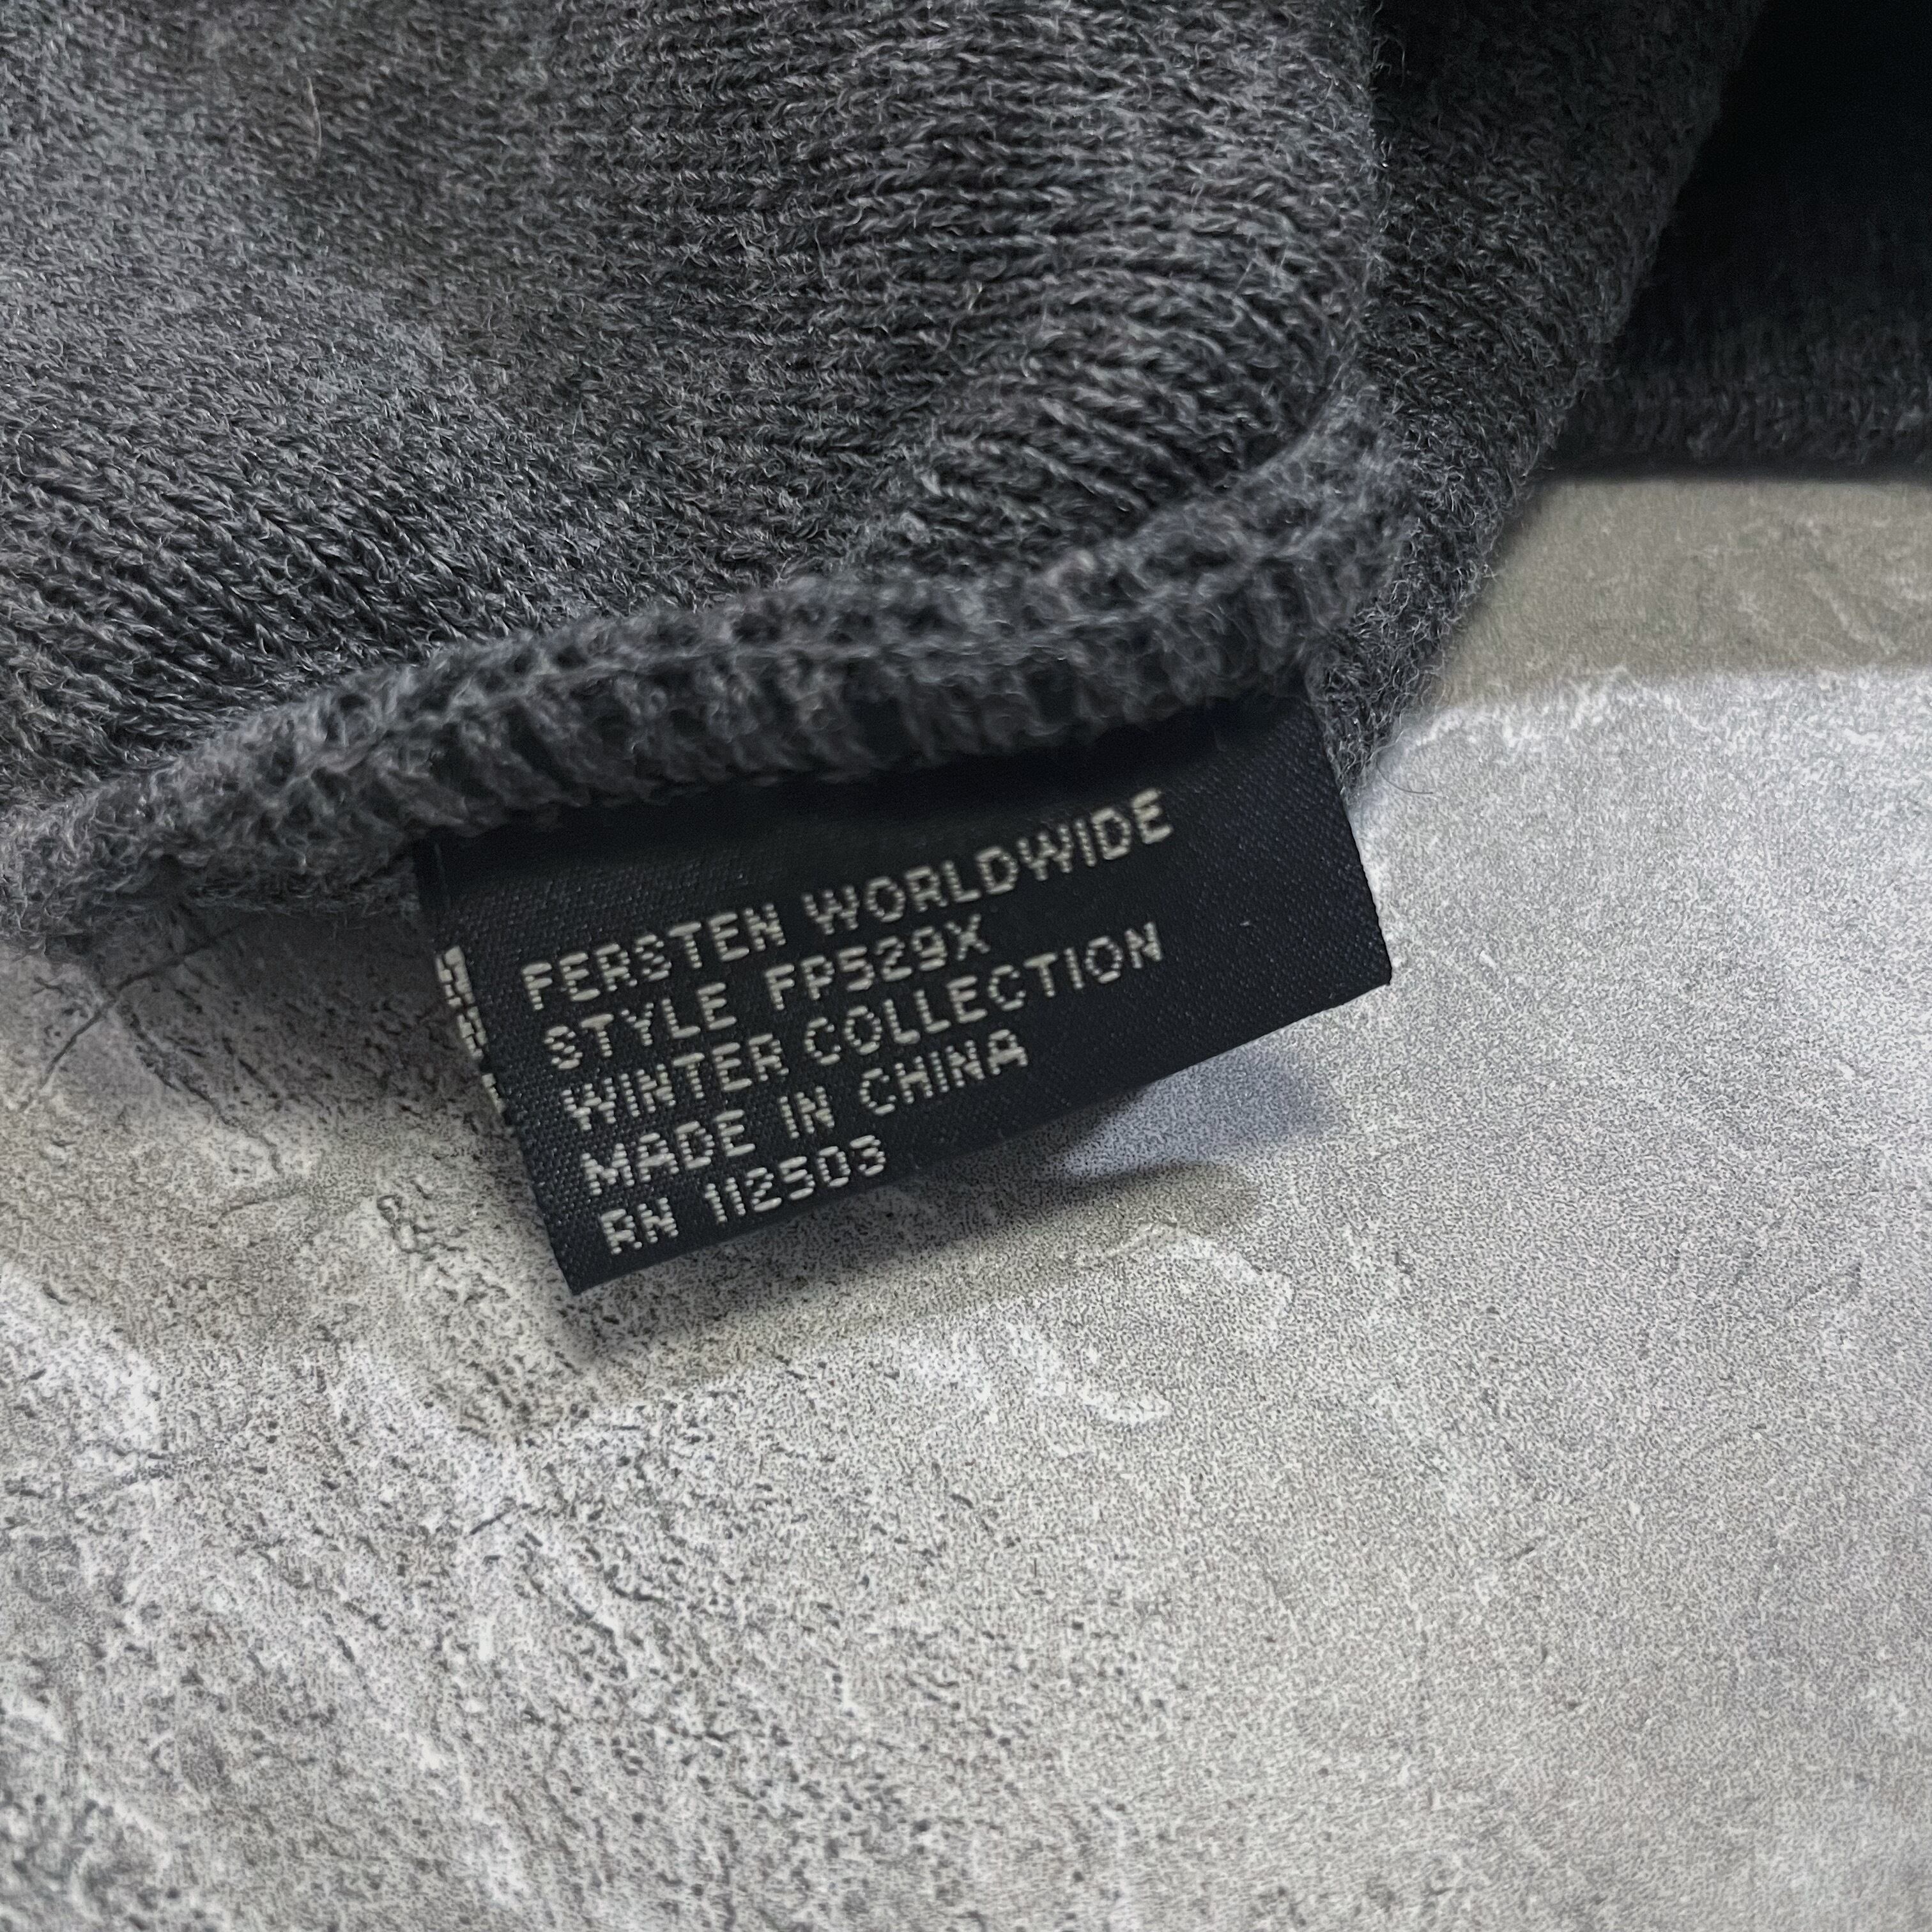 FERSTEN WORLDWIDE
STYLE FP529X
WINTER COLLECTION
MADE IN CHINA
RN 112503